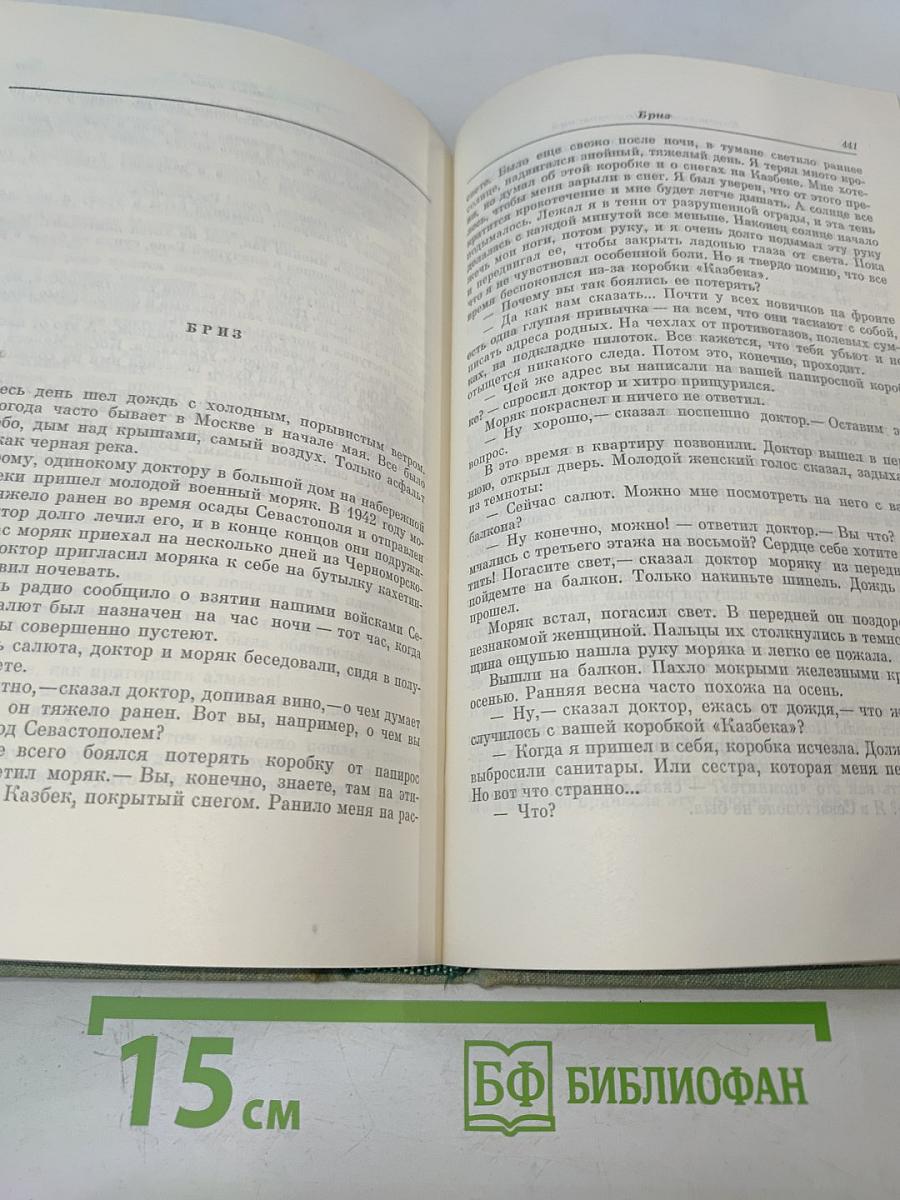 БРИЗ
есь день шел дождь с холодным, порывистым ветром.
огода часто бывает в Москве в начале мая. Все было
бо, дым над крышами, самый воздух. Только асфальт
как черная река.
ому, одинокому доктору в большой дом на набережной
еки пришел молодой военный моряк. В 1942 году мо-
яжело ранен во время осады Севастополя и отправлен
тор долго лечил его, и в конце концов они подружи-
ас моряк приехал на несколько дней из Черноморско-
октор пригласил моряка к себе на бутылку кахетин-
вил ночевать.
ь радио сообщило о взятии нашими войсками Се-
алют был назначен на час ночи — тот час, когда
ы совершенно пустеют.
ь салюта, доктор и моряк беседовали, сидя в полу-
ете.
тно,— сказал доктор, допивая вино,— о чем думает
он тяжело ранен. Вот вы, например, о чем вы
од Севастополем?
е всего боялся потерять коробку от папирос
етил моряк.— Вы, конечно, знаете, там на эти-
Казбек, покрытый снегом. Ранило меня на рас-
Бриз
441
свете. Было еще свежо после ночи, в тумане светило раннее
солнце, надвигался знойный, тяжелый день. Я терял много кро-
ви, но думал об этой коробке и о снегах на Казбеке. Мне хоте-
лось, чтобы меня зарыли в снег. Я был уверен, что от этого пре-
кратится кровотечение и мне будет легче дышать. А солнце все
подымалось. Лежал я в тени от разрушенной ограды, и эта тень
делалась с каждой минутой все меньше. Наконец солнце начало
жечь мои ноги, потом руку, и я очень долго подымал эту руку
и передвигал ее, чтобы закрыть ладонью глаза от света. Пока
что я не чувствовал особенной боли. Но я твердо помню, что все
время беспокоился из-за коробки «Казбека».
— Почему вы так боялись ее потерять?
— Да как вам сказать... Почти у всех новичков на фронте
есть одна глупая привычка — на всем, что они таскают с собой,
писать адреса родных. На чехлах от противогазов, полевых сум-
ках, на подкладке пилоток. Все кажется, что тебя убьют и не
отыщется никакого следа. Потом это, конечно, проходит.
— Чей же адрес вы написали на вашей папиросной короб
ке? — спросил доктор и хитро прищурился.
Моряк покраснел и ничего не ответил.
— Ну хорошо,— сказал поспешно доктор.— Оставим э
вопрос.
В это время в квартиру позвонили. Доктор вышел в пе
нюю, открыл дверь. Молодой женский голос сказал, задыха
из темноты:
— Сейчас салют. Можно мне посмотреть на него с ва
балкона?
— Ну конечно, можно! — ответил доктор.— Вы что?
мчались с третьего этажа на восьмой? Сердце себе хотите
тить! Погасите свет,— сказал доктор моряку из передн
пойдемте на балкон. Только накиньте шинель. Дождь
прошел.
Моряк встал, погасил свет. В передней он поздоро
незнакомой женщиной. Пальцы их столкнулись в темно
щина ощупью нашла руку моряка и легко ее пожала.
Вышли на балкон. Пахло мокрыми железными кр
осенью. Ранняя весна часто похожа на осень.
— Ну,— сказал доктор, ежась от дождя,— что ж
случилось с вашей коробкой «Казбека»?
— Когда я пришел в себя, коробка исчезла. Долж
выбросили санитары. Или сестра, которая меня пе
Но вот что странно...
— Что?
15 см
БФ БИБЛИОФАН